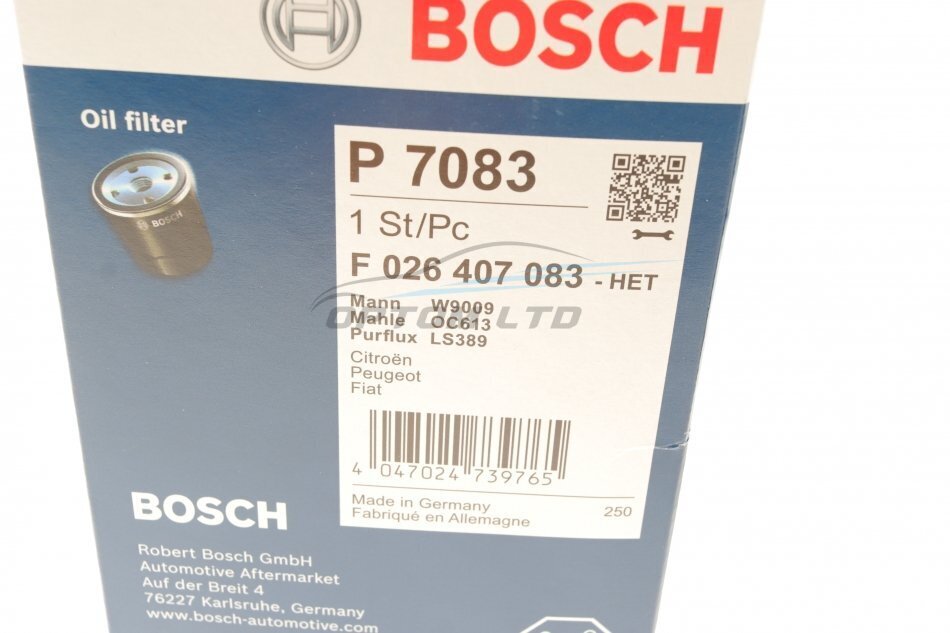 BOSCH
Oil filter
BOSCH
P 7083
1 St/Pc
F 026 407 083 - HET
Mann W9009
Mahle OC613
Purflux LS389
OPTOM LTD
Citroën
Peugeot
Fiat
4 047024 739765
Made in Germany
Fabriqué en Allemagne
250
BOSCH
Robert Bosch GmbH
Automotive Aftermarket
Auf der Breit 4
76227 Karlsruhe, Germany
www.bosch-automotive.com